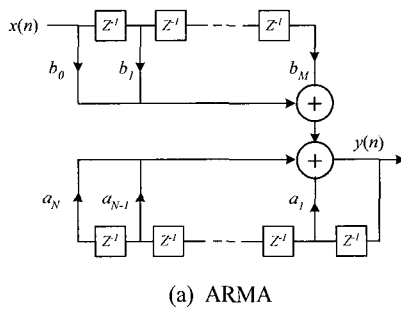 x(n)
Z⁻¹ Z⁻¹ Z⁻¹
b₀ b₁ b_M
+
+ y(n)
a_N a_{N-1} a₁
Z⁻¹ Z⁻¹ Z⁻¹ Z⁻¹
(a) ARMA